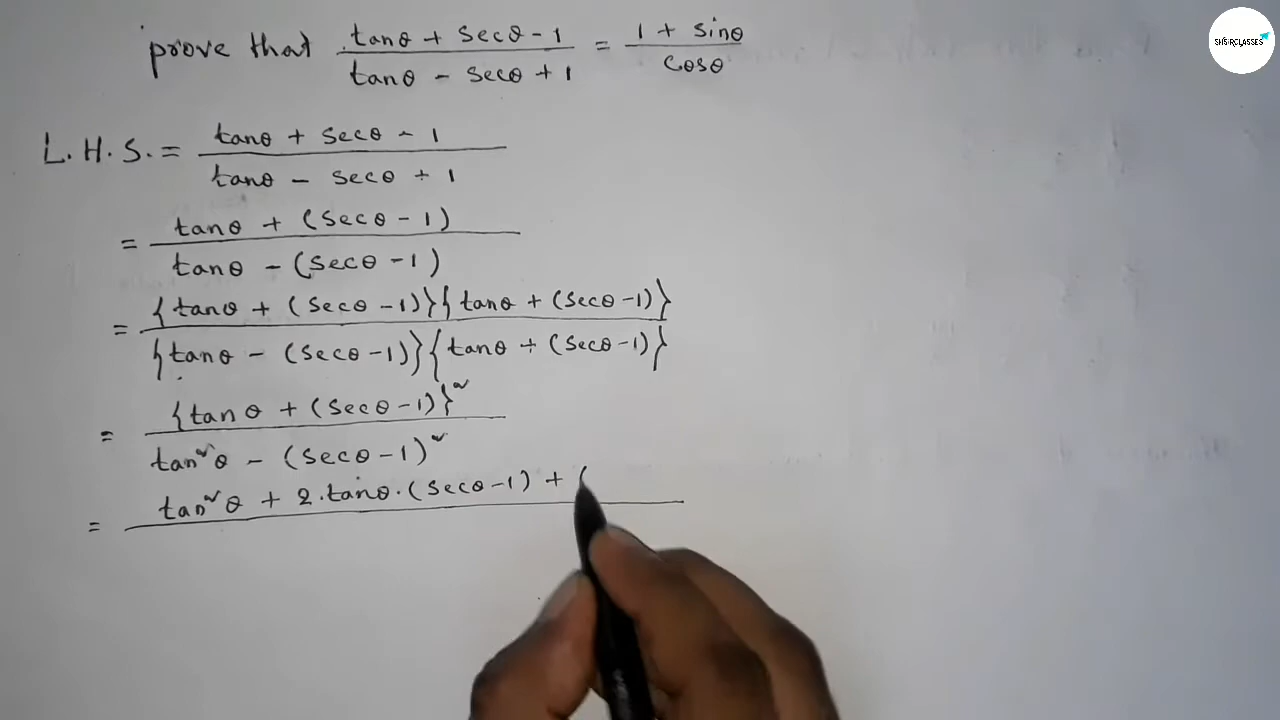 prove that (tanθ + secθ - 1)/(tanθ - secθ + 1) = (1 + sinθ)/cosθ
SHSIRCLASSES
L.H.S. = (tanθ + secθ - 1)/(tanθ - secθ + 1)
= (tanθ + (secθ - 1))/(tanθ - (secθ - 1))
= ({tanθ + (secθ - 1)}{tanθ + (secθ - 1)})/({tanθ - (secθ - 1)}{tanθ + (secθ - 1)})
= {tanθ + (secθ - 1)}²/(tan²θ - (secθ - 1)²)
= tan²θ + 2·tanθ·(secθ - 1) + (